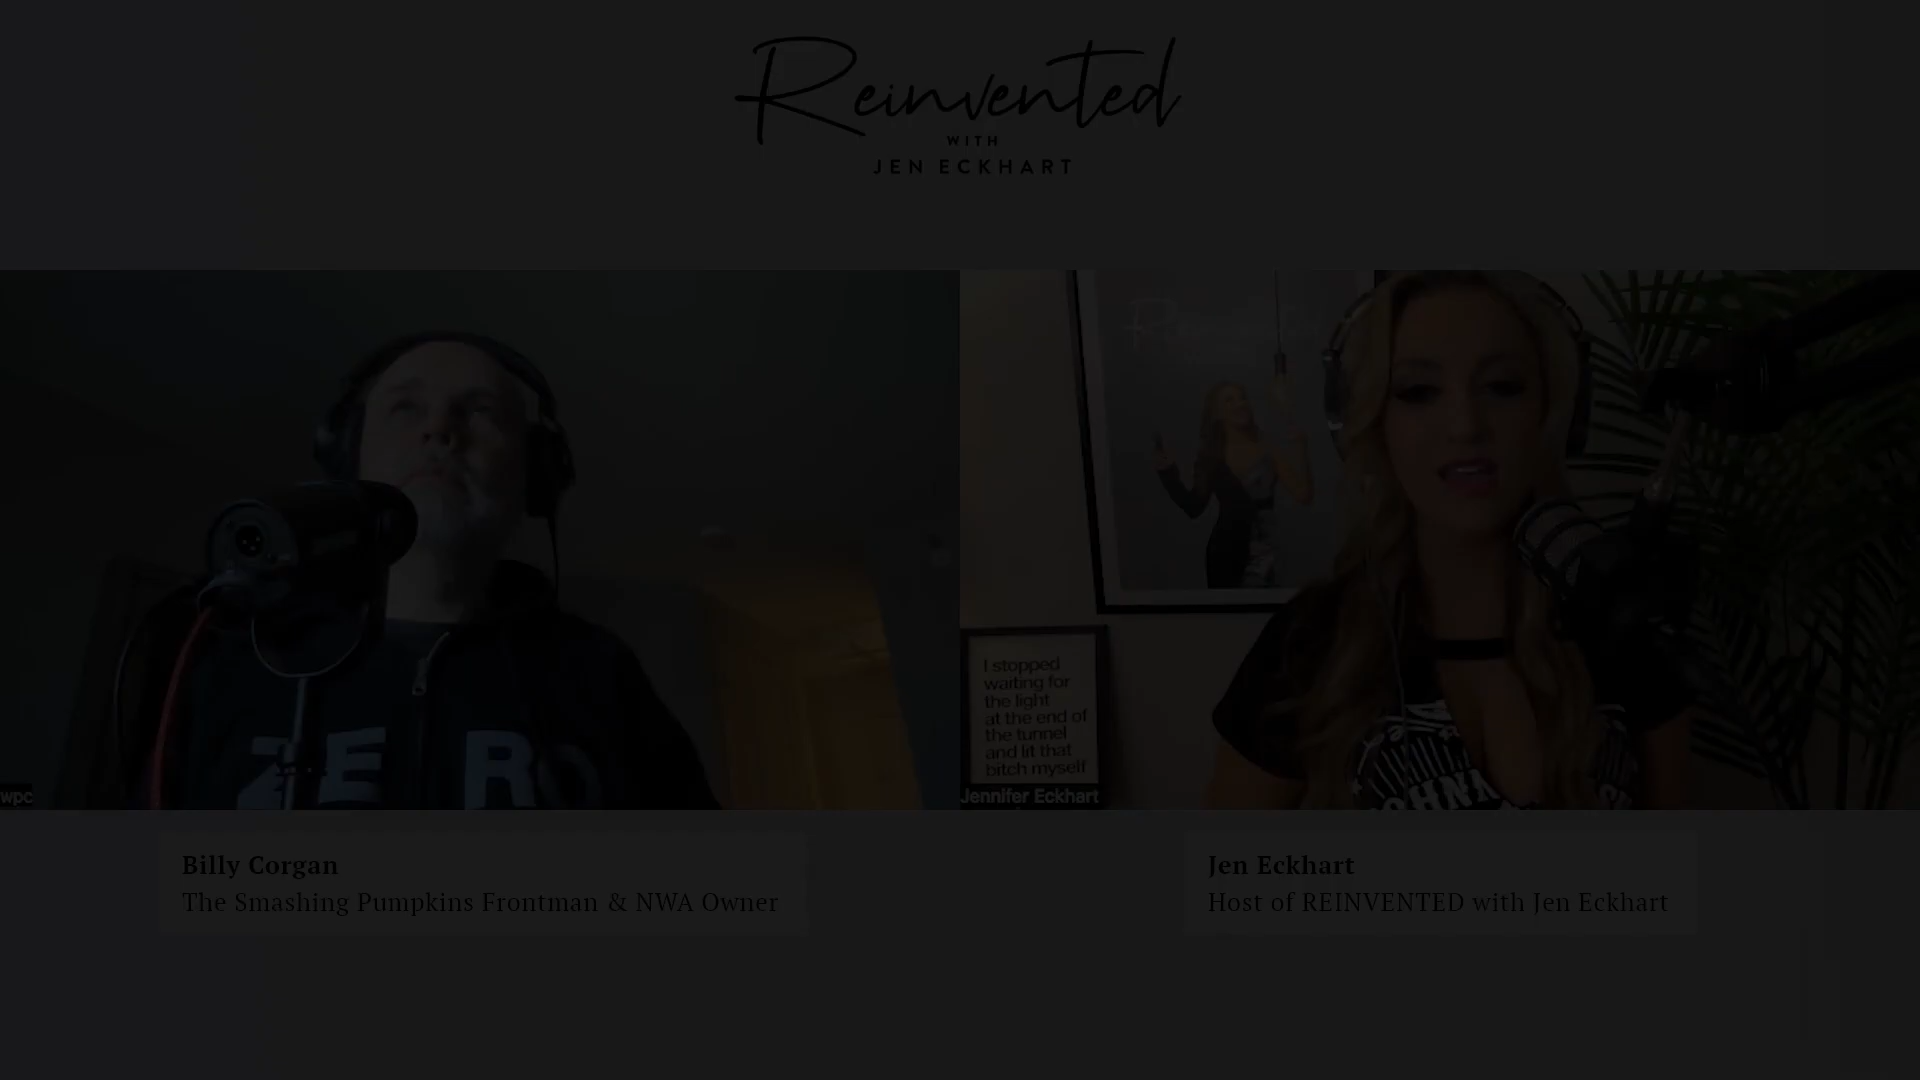 Reinvented
WITH
JEN ECKHART
I stopped
waiting for
the light
at the end of
the tunnel
and lit that
bitch myself
ZERO
wpc
Jennifer Eckhart
Billy Corgan
The Smashing Pumpkins Frontman & NWA Owner
Jen Eckhart
Host of REINVENTED with Jen Eckhart